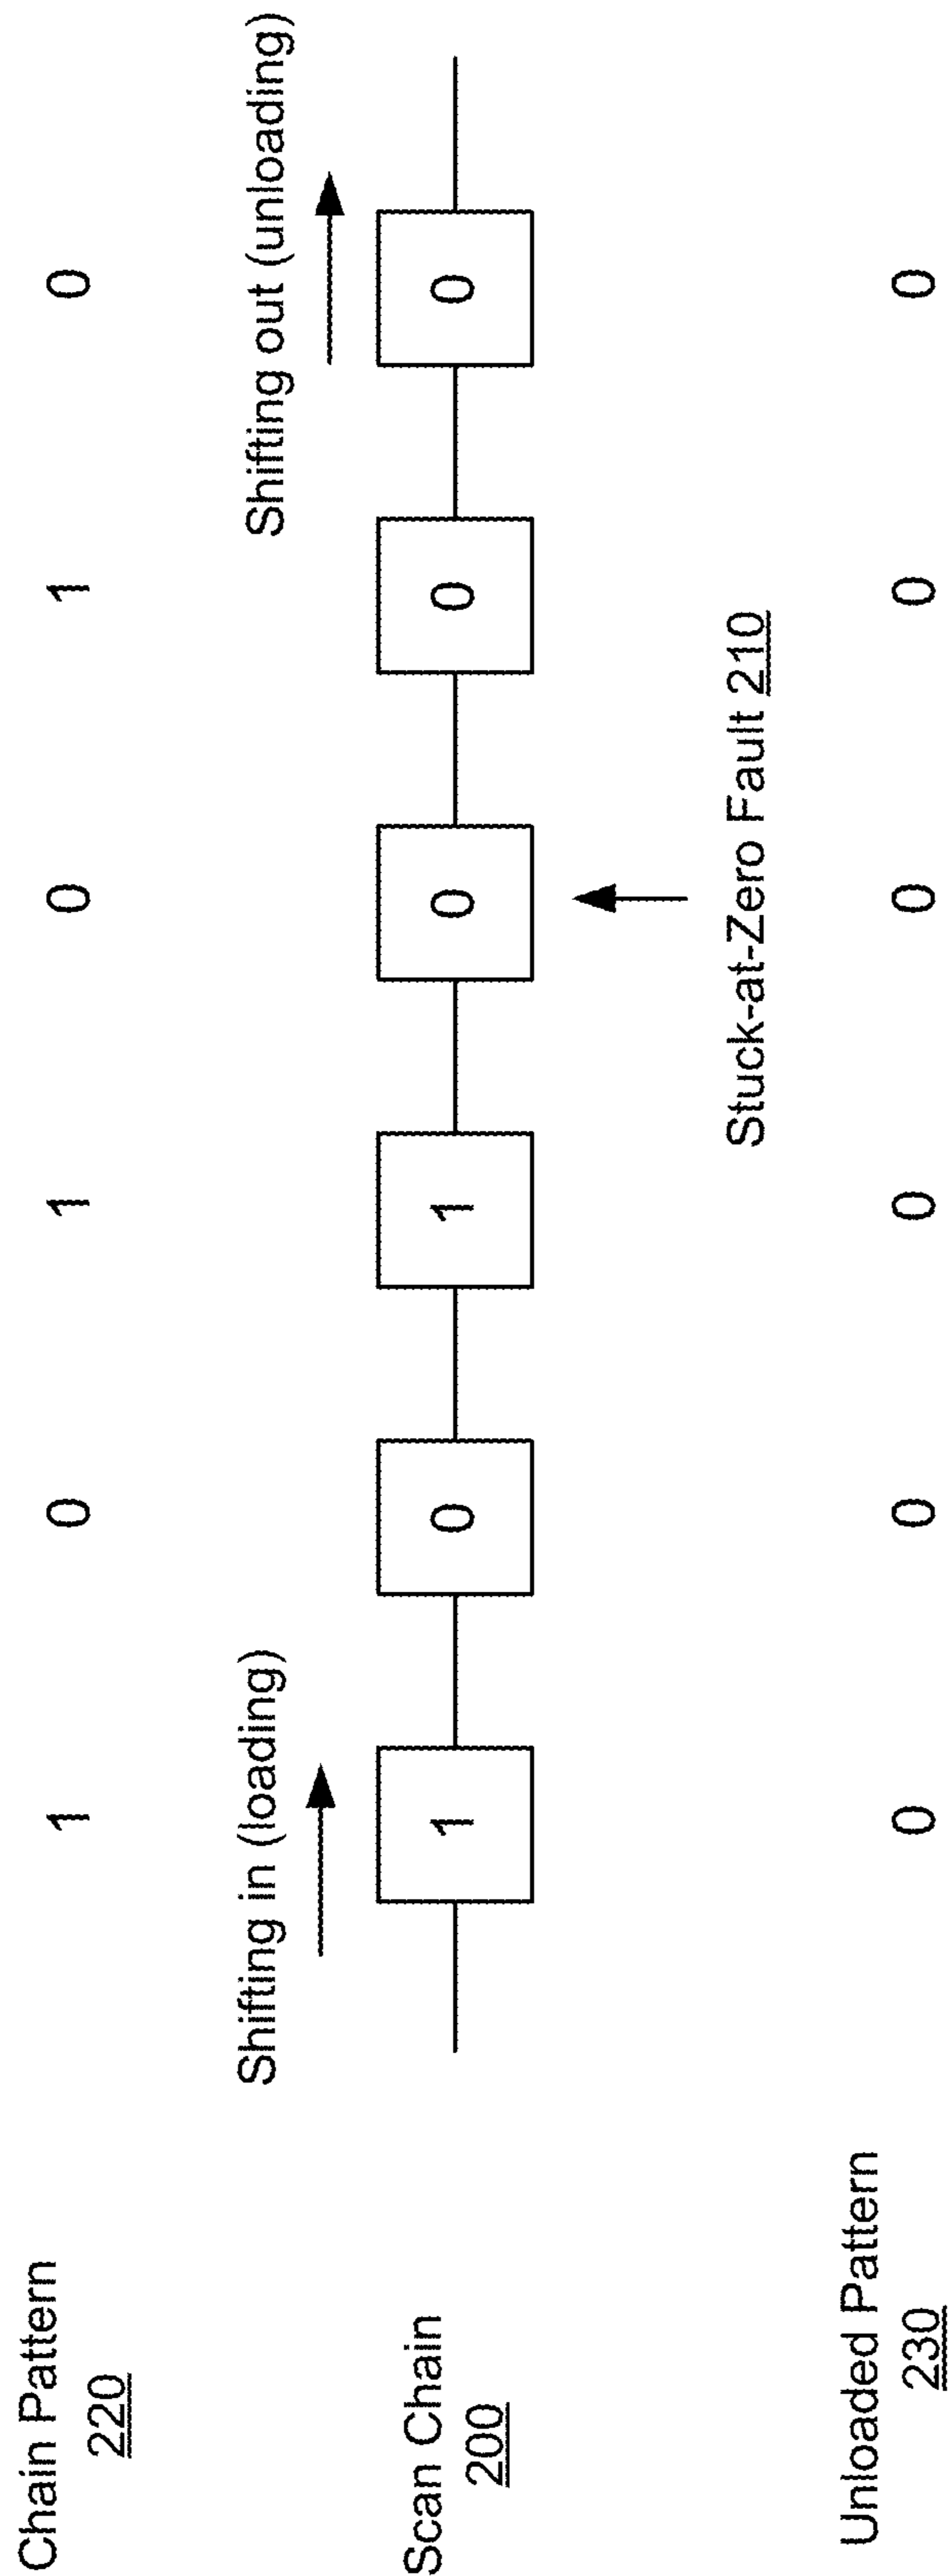 Chain Pattern 1 0 1 0 1 0
220
Shifting in (loading) Shifting out (unloading)
Scan Chain 1 0 1 0 0 0
200
Stuck-at-Zero Fault 210
Unloaded Pattern 0 0 0 0 0 0
230